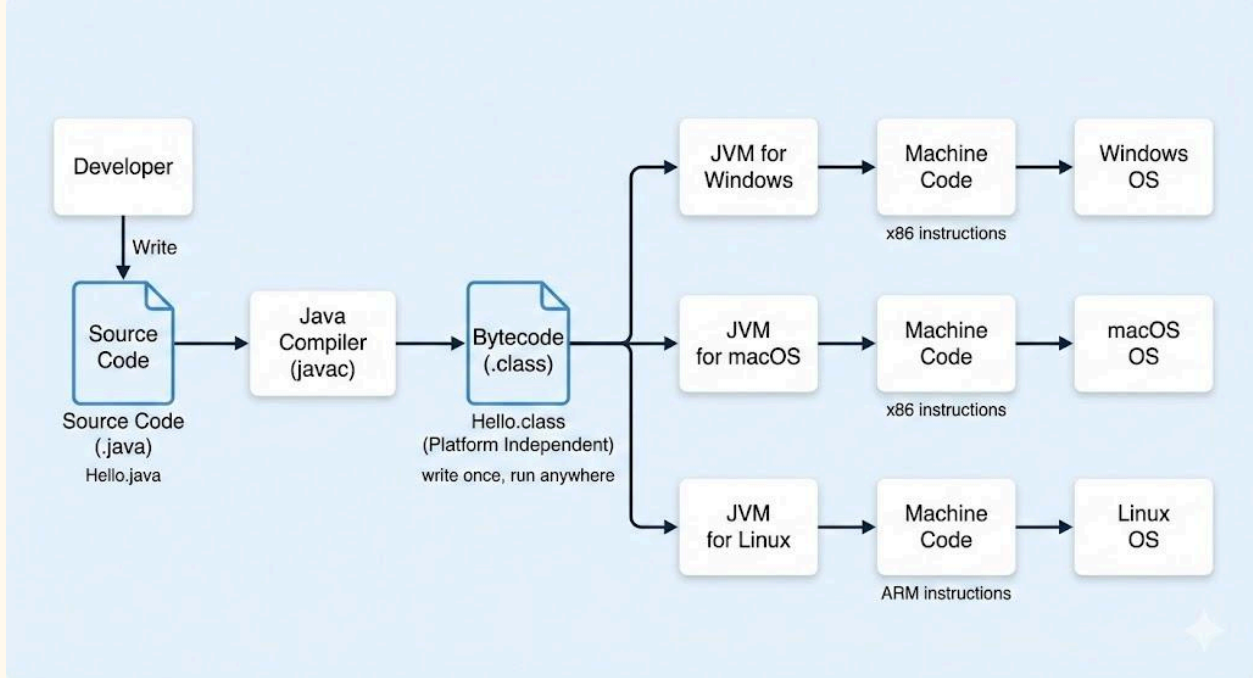 Developer
Write
Source
Code
Source Code
(.java)
Hello.java
Java
Compiler
(javac)
Bytecode
(.class)
Hello.class
(Platform Independent)
write once, run anywhere
JVM for
Windows
Machine
Code
x86 instructions
Windows
OS
JVM
for macOS
Machine
Code
x86 instructions
macOS
OS
JVM
for Linux
Machine
Code
ARM instructions
Linux
OS